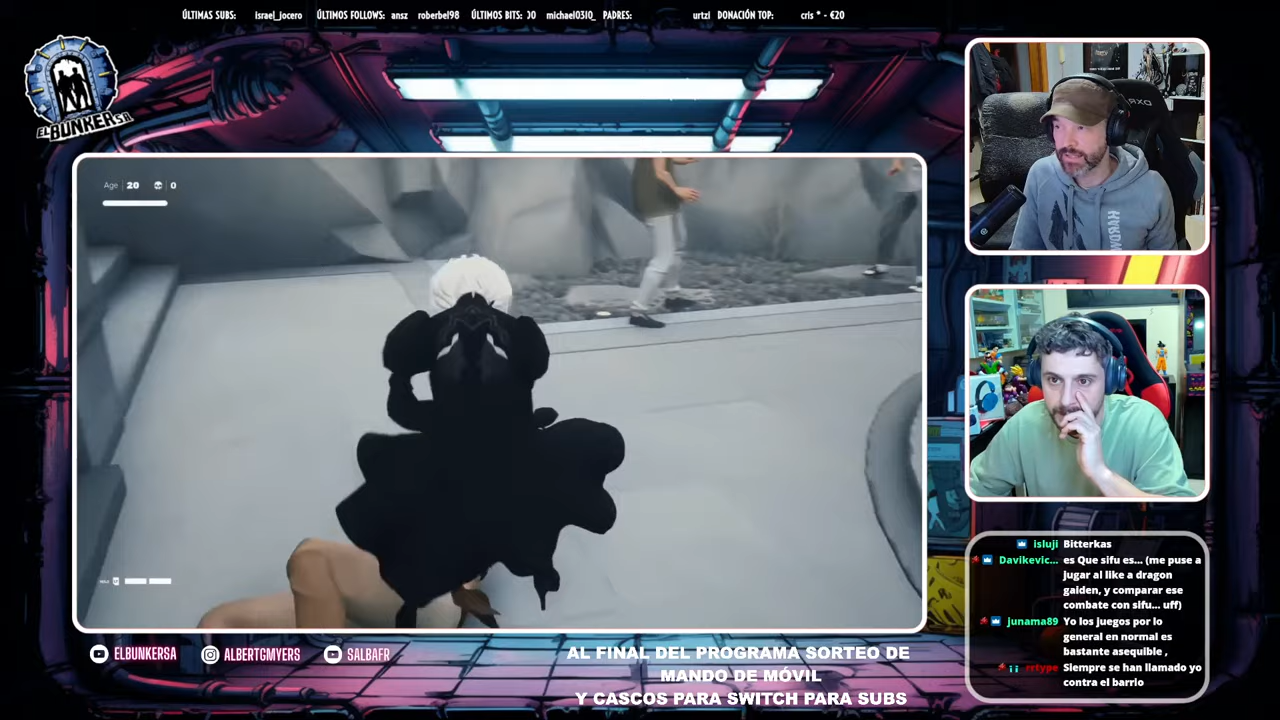 ÚLTIMAS SUBS: israel_jocero ÚLTIMOS FOLLOWS: ansz roberbel98 ÚLTIMOS BITS: 00 michael0310_ PADRES: urtzi DONACIÓN TOP: cris * - €20
EL BUNKER S.A
Age 20 0
isluji Bitterkas
Davikevic... es Que sifu es... (me puse a
jugar al like a dragon
gaiden, y comparar ese
combate con sifu... uff)
junama89 Yo los juegos por lo
general en normal es
bastante asequible ,
rrtype Siempre se han llamado yo
contra el barrio
ELBUNKERSA ALBERTGMYERS SALBAFR
AL FINAL DEL PROGRAMA SORTEO DE
MANDO DE MÓVIL
Y CASCOS PARA SWITCH PARA SUBS